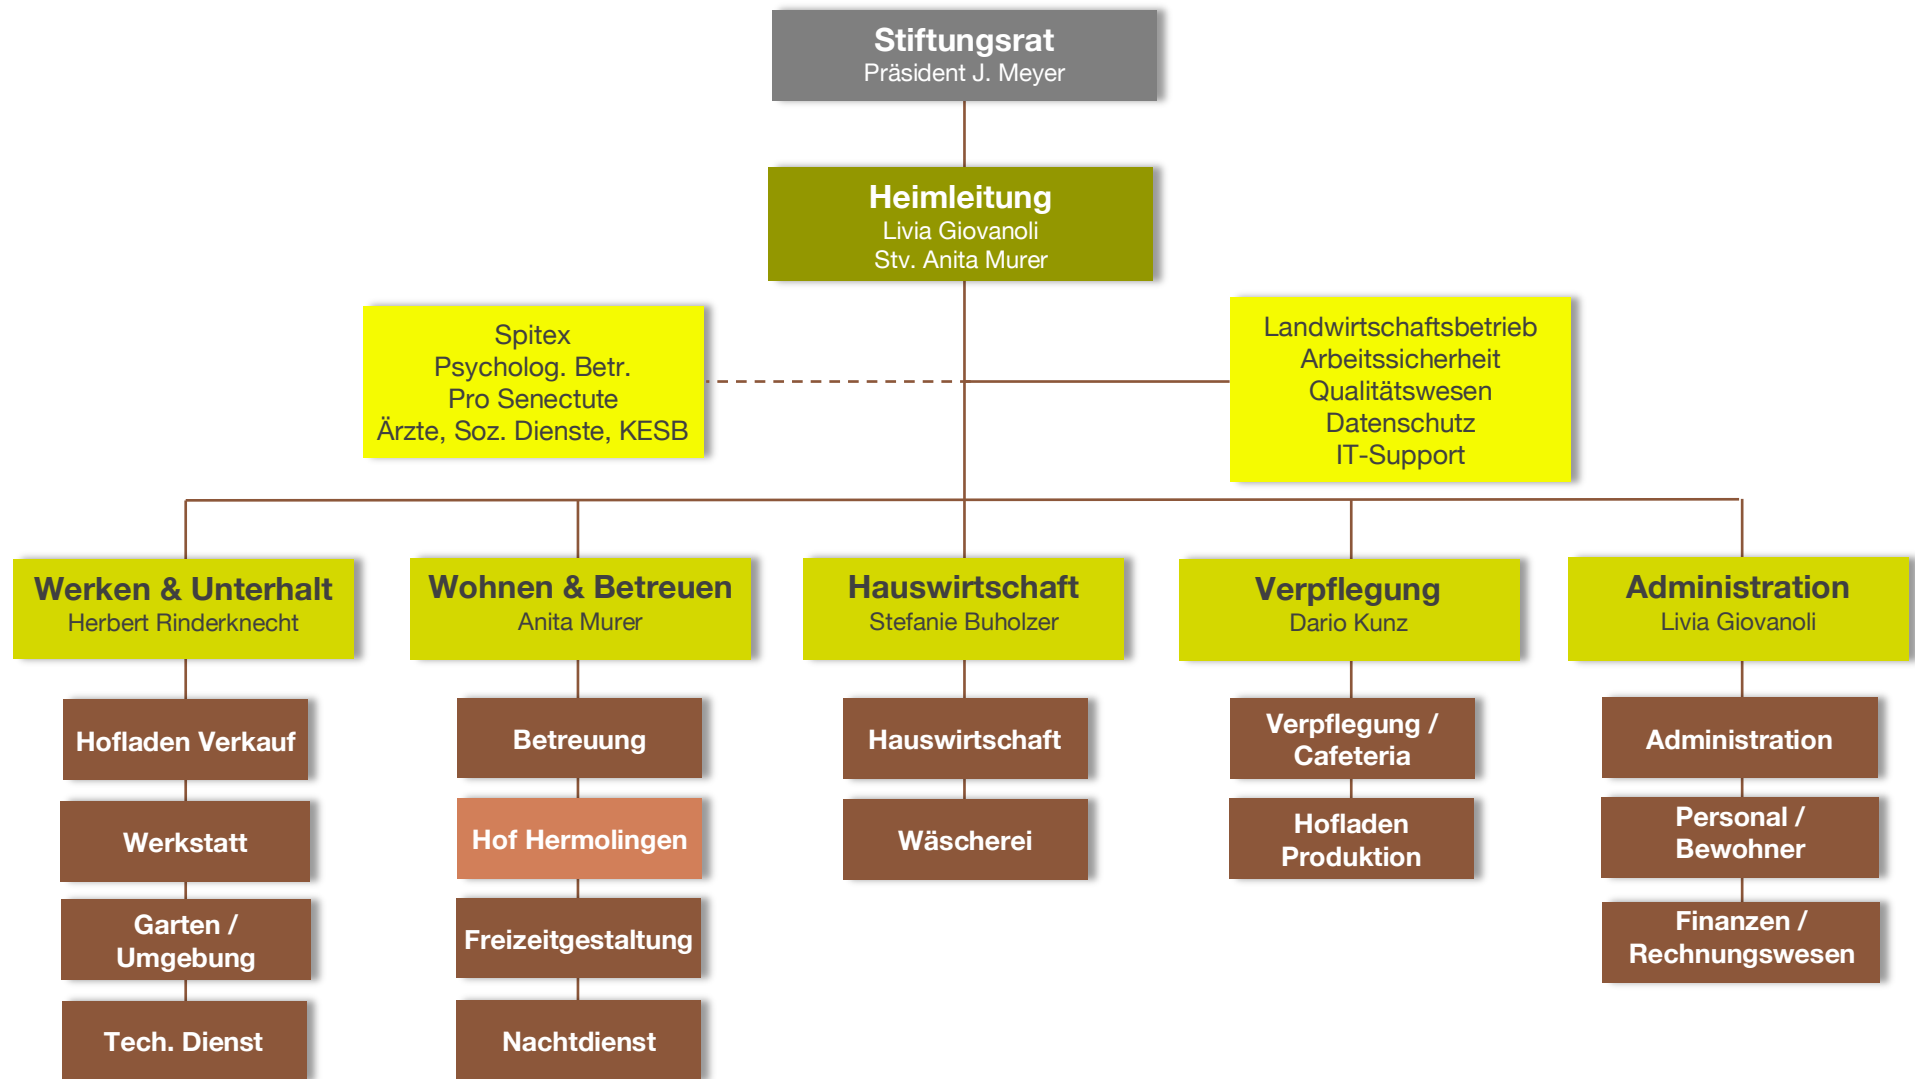 Stiftungsrat
Präsident J. Meyer
Heimleitung
Livia Giovanoli
Stv. Anita Murer
Spitex
Psycholog. Betr.
Pro Senectute
Ärzte, Soz. Dienste, KESB
Landwirtschaftsbetrieb
Arbeitssicherheit
Qualitätswesen
Datenschutz
IT-Support
Werken & Unterhalt
Herbert Rinderknecht
Hofladen Verkauf
Werkstatt
Garten /
Umgebung
Tech. Dienst
Wohnen & Betreuen
Anita Murer
Betreuung
Hof Hermolingen
Freizeitgestaltung
Nachtdienst
Hauswirtschaft
Stefanie Buholzer
Hauswirtschaft
Wäscherei
Verpflegung
Dario Kunz
Verpflegung /
Cafeteria
Hofladen
Produktion
Administration
Livia Giovanoli
Administration
Personal /
Bewohner
Finanzen /
Rechnungswesen